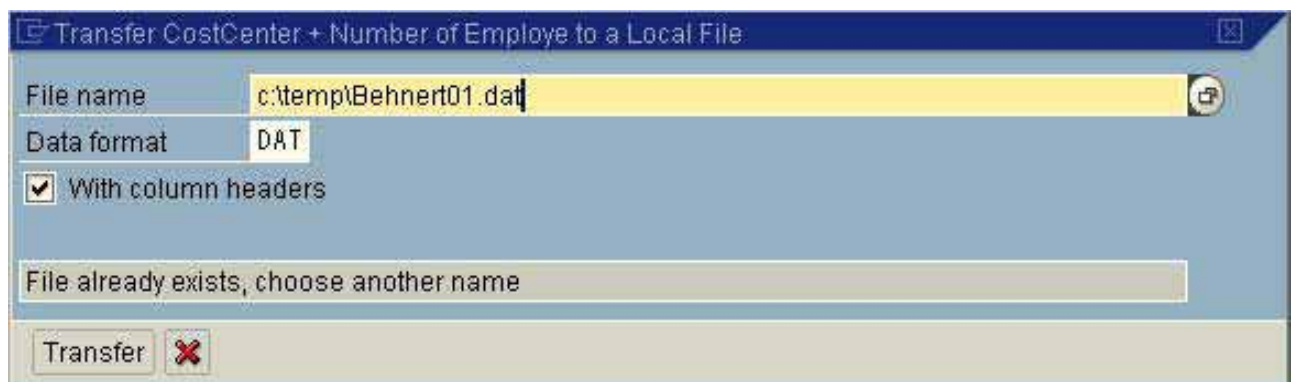 Transfer CostCenter + Number of Employe to a Local File
File name c:\temp\Behnert01.dat
Data format DAT
With column headers
File already exists, choose another name
Transfer